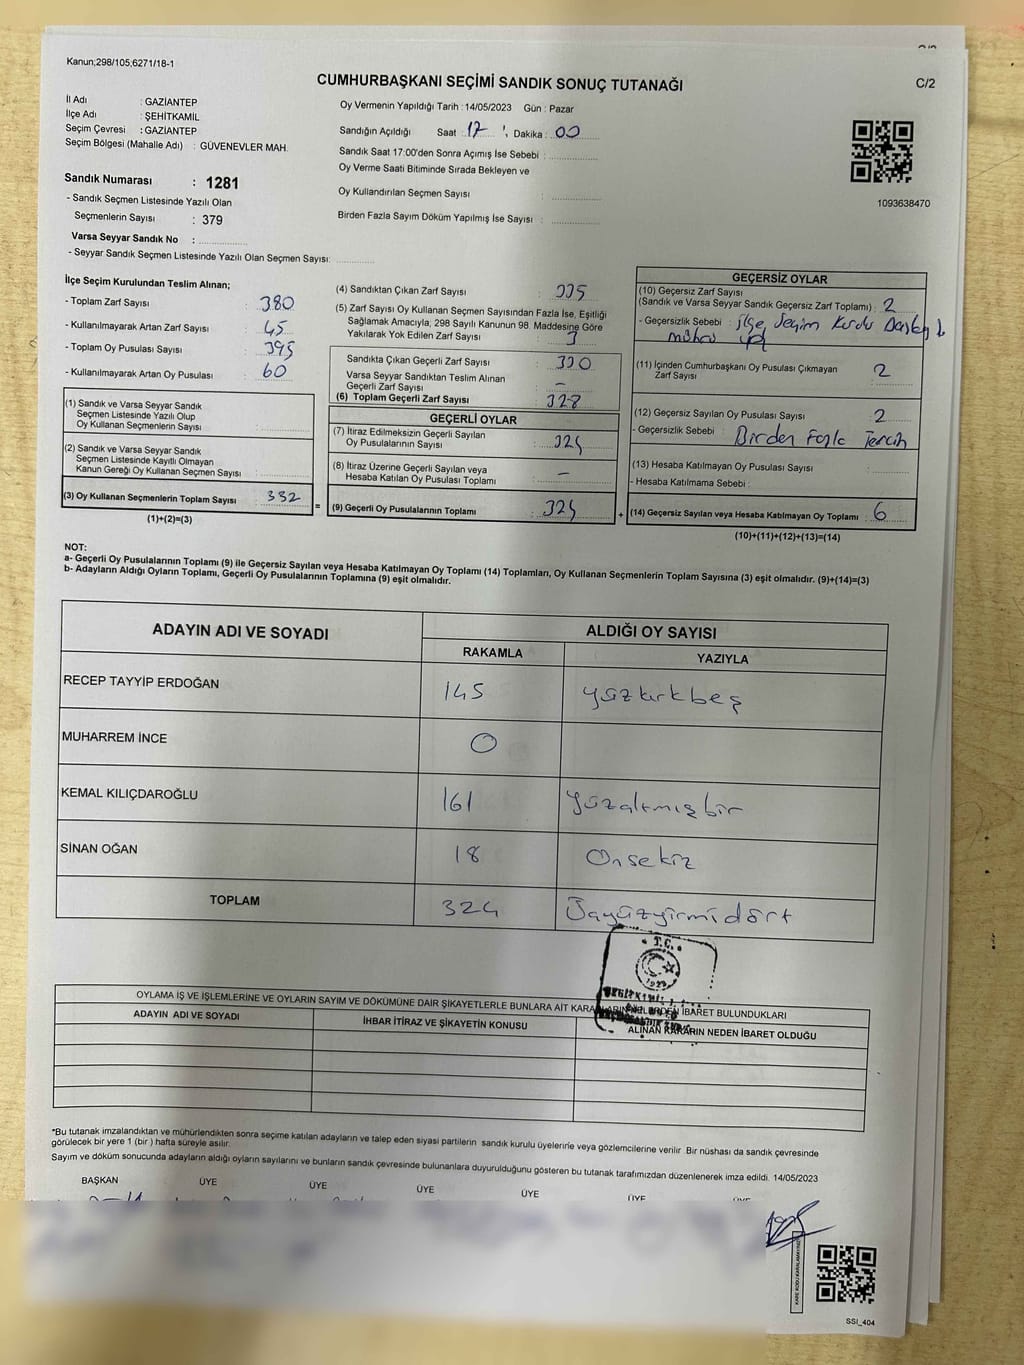 Kanun;298/105;6271/18-1
CUMHURBAŞKANI SEÇİMİ SANDIK SONUÇ TUTANAĞI
C/2
İl Adı : GAZİANTEP
İlçe Adı : ŞEHİTKAMİL
Seçim Çevresi : GAZİANTEP
Seçim Bölgesi (Mahalle Adı) : GÜVENEVLER MAH.
Oy Vermenin Yapıldığı Tarih : 14/05/2023 Gün : Pazar
Sandığın Açıldığı Saat : 17 Dakika : 00
Sandık Saat 17:00'den Sonra Açımış İse Sebebi :
Oy Verme Saati Bitiminde Sırada Bekleyen ve
Oy Kullandırılan Seçmen Sayısı :
Birden Fazla Sayım Döküm Yapılmış İse Sayısı :
1093638470
Sandık Numarası : 1281
- Sandık Seçmen Listesinde Yazılı Olan
Seçmenlerin Sayısı : 379
Varsa Seyyar Sandık No :
- Seyyar Sandık Seçmen Listesinde Yazılı Olan Seçmen Sayısı:
İlçe Seçim Kurulundan Teslim Alınan;
- Toplam Zarf Sayısı : 380
- Kullanılmayarak Artan Zarf Sayısı : 45
- Toplam Oy Pusulası Sayısı : 395
- Kullanılmayarak Artan Oy Pusulası : 60
(1) Sandık ve Varsa Seyyar Sandık
Seçmen Listesinde Yazılı Olup
Oy Kullanan Seçmenlerin Sayısı :
(2) Sandık ve Varsa Seyyar Sandık
Seçmen Listesinde Kayıtlı Olmayan
Kanun Gereği Oy Kullanan Seçmen Sayısı :
(3) Oy Kullanan Seçmenlerin Toplam Sayısı : 332
(1)+(2)=(3)
(4) Sandıktan Çıkan Zarf Sayısı : 335
(5) Zarf Sayısı Oy Kullanan Seçmen Sayısından Fazla İse, Eşitliği
Sağlamak Amacıyla; 298 Sayılı Kanunun 98. Maddesine Göre
Yakılarak Yok Edilen Zarf Sayısı : 3
Sandıkta Çıkan Geçerli Zarf Sayısı : 330
Varsa Seyyar Sandıktan Teslim Alınan
Geçerli Zarf Sayısı : –
(6) Toplam Geçerli Zarf Sayısı : 328
GEÇERLİ OYLAR
(7) İtiraz Edilmeksizin Geçerli Sayılan
Oy Pusulalarının Sayısı : 324
(8) İtiraz Üzerine Geçerli Sayılan veya
Hesaba Katılan Oy Pusulası Toplamı : –
=
(9) Geçerli Oy Pusulalarının Toplamı : 324
+
GEÇERSİZ OYLAR
(10) Geçersiz Zarf Sayısı
(Sandık ve Varsa Seyyar Sandık Geçersiz Zarf Toplamı) : 2
- Geçersizlik Sebebi : ilçe Seçim Kurulu
mührü yok
(11) İçinden Cumhurbaşkanı Oy Pusulası Çıkmayan
Zarf Sayısı : 2
(12) Geçersiz Sayılan Oy Pusulası Sayısı : 2
- Geçersizlik Sebebi : Birden Fazla Tercih
(13) Hesaba Katılmayan Oy Pusulası Sayısı :
- Hesaba Katılmama Sebebi :
(14) Geçersiz Sayılan veya Hesaba Katılmayan Oy Toplamı : 6
(10)+(11)+(12)+(13)=(14)
NOT:
a- Geçerli Oy Pusulalarının Toplamı (9) ile Geçersiz Sayılan veya Hesaba Katılmayan Oy Toplamı (14) Toplamları, Oy Kullanan Seçmenlerin Toplam Sayısına (3) eşit olmalıdır. (9)+(14)=(3)
b- Adayların Aldığı Oyların Toplamı, Geçerli Oy Pusulalarının Toplamına (9) eşit olmalıdır.
ADAYIN ADI VE SOYADI
ALDIĞI OY SAYISI
RAKAMLA YAZIYLA
RECEP TAYYİP ERDOĞAN 145 yüzkırkbeş
MUHARREM İNCE 0
KEMAL KILIÇDAROĞLU 161 yüzaltmışbir
SİNAN OĞAN 18 Onsekiz
TOPLAM 324 Üçyüzyirmidört
T.C.
1923
OYLAMA İŞ VE İŞLEMLERİNE VE OYLARIN SAYIM VE DÖKÜMÜNE DAİR ŞİKAYETLERLE BUNLARA AİT BULUNDUKLARI
ADAYIN ADI VE SOYADI
İHBAR İTİRAZ VE ŞİKAYETİN KONUSU
ALINAN KARARIN NEDEN İBARET OLDUĞU
*Bu tutanak imzalandıktan ve mühürlendikten sonra seçime katılan adayların ve talep eden siyasi partilerin sandık kurulu üyelerine veya gözlemcilerine verilir. Bir nüshası da sandık çevresinde
görülecek bir yere 1 (bir ) hafta süreyle asılır.
Sayım ve döküm sonucunda adayların aldığı oyların sayılarını ve bunların sandık çevresinde bulunanlara duyurulduğunu gösteren bu tutanak tarafımızdan düzenlenerek imza edildi. 14/05/2023
BAŞKAN ÜYE ÜYE ÜYE ÜYE ÜYE ÜYE
SSI_404